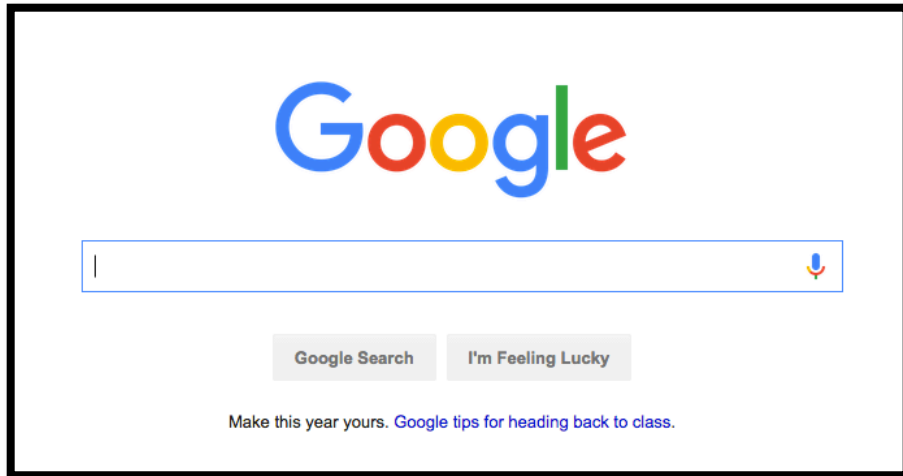 Google
Google Search
I'm Feeling Lucky
Make this year yours. Google tips for heading back to class.